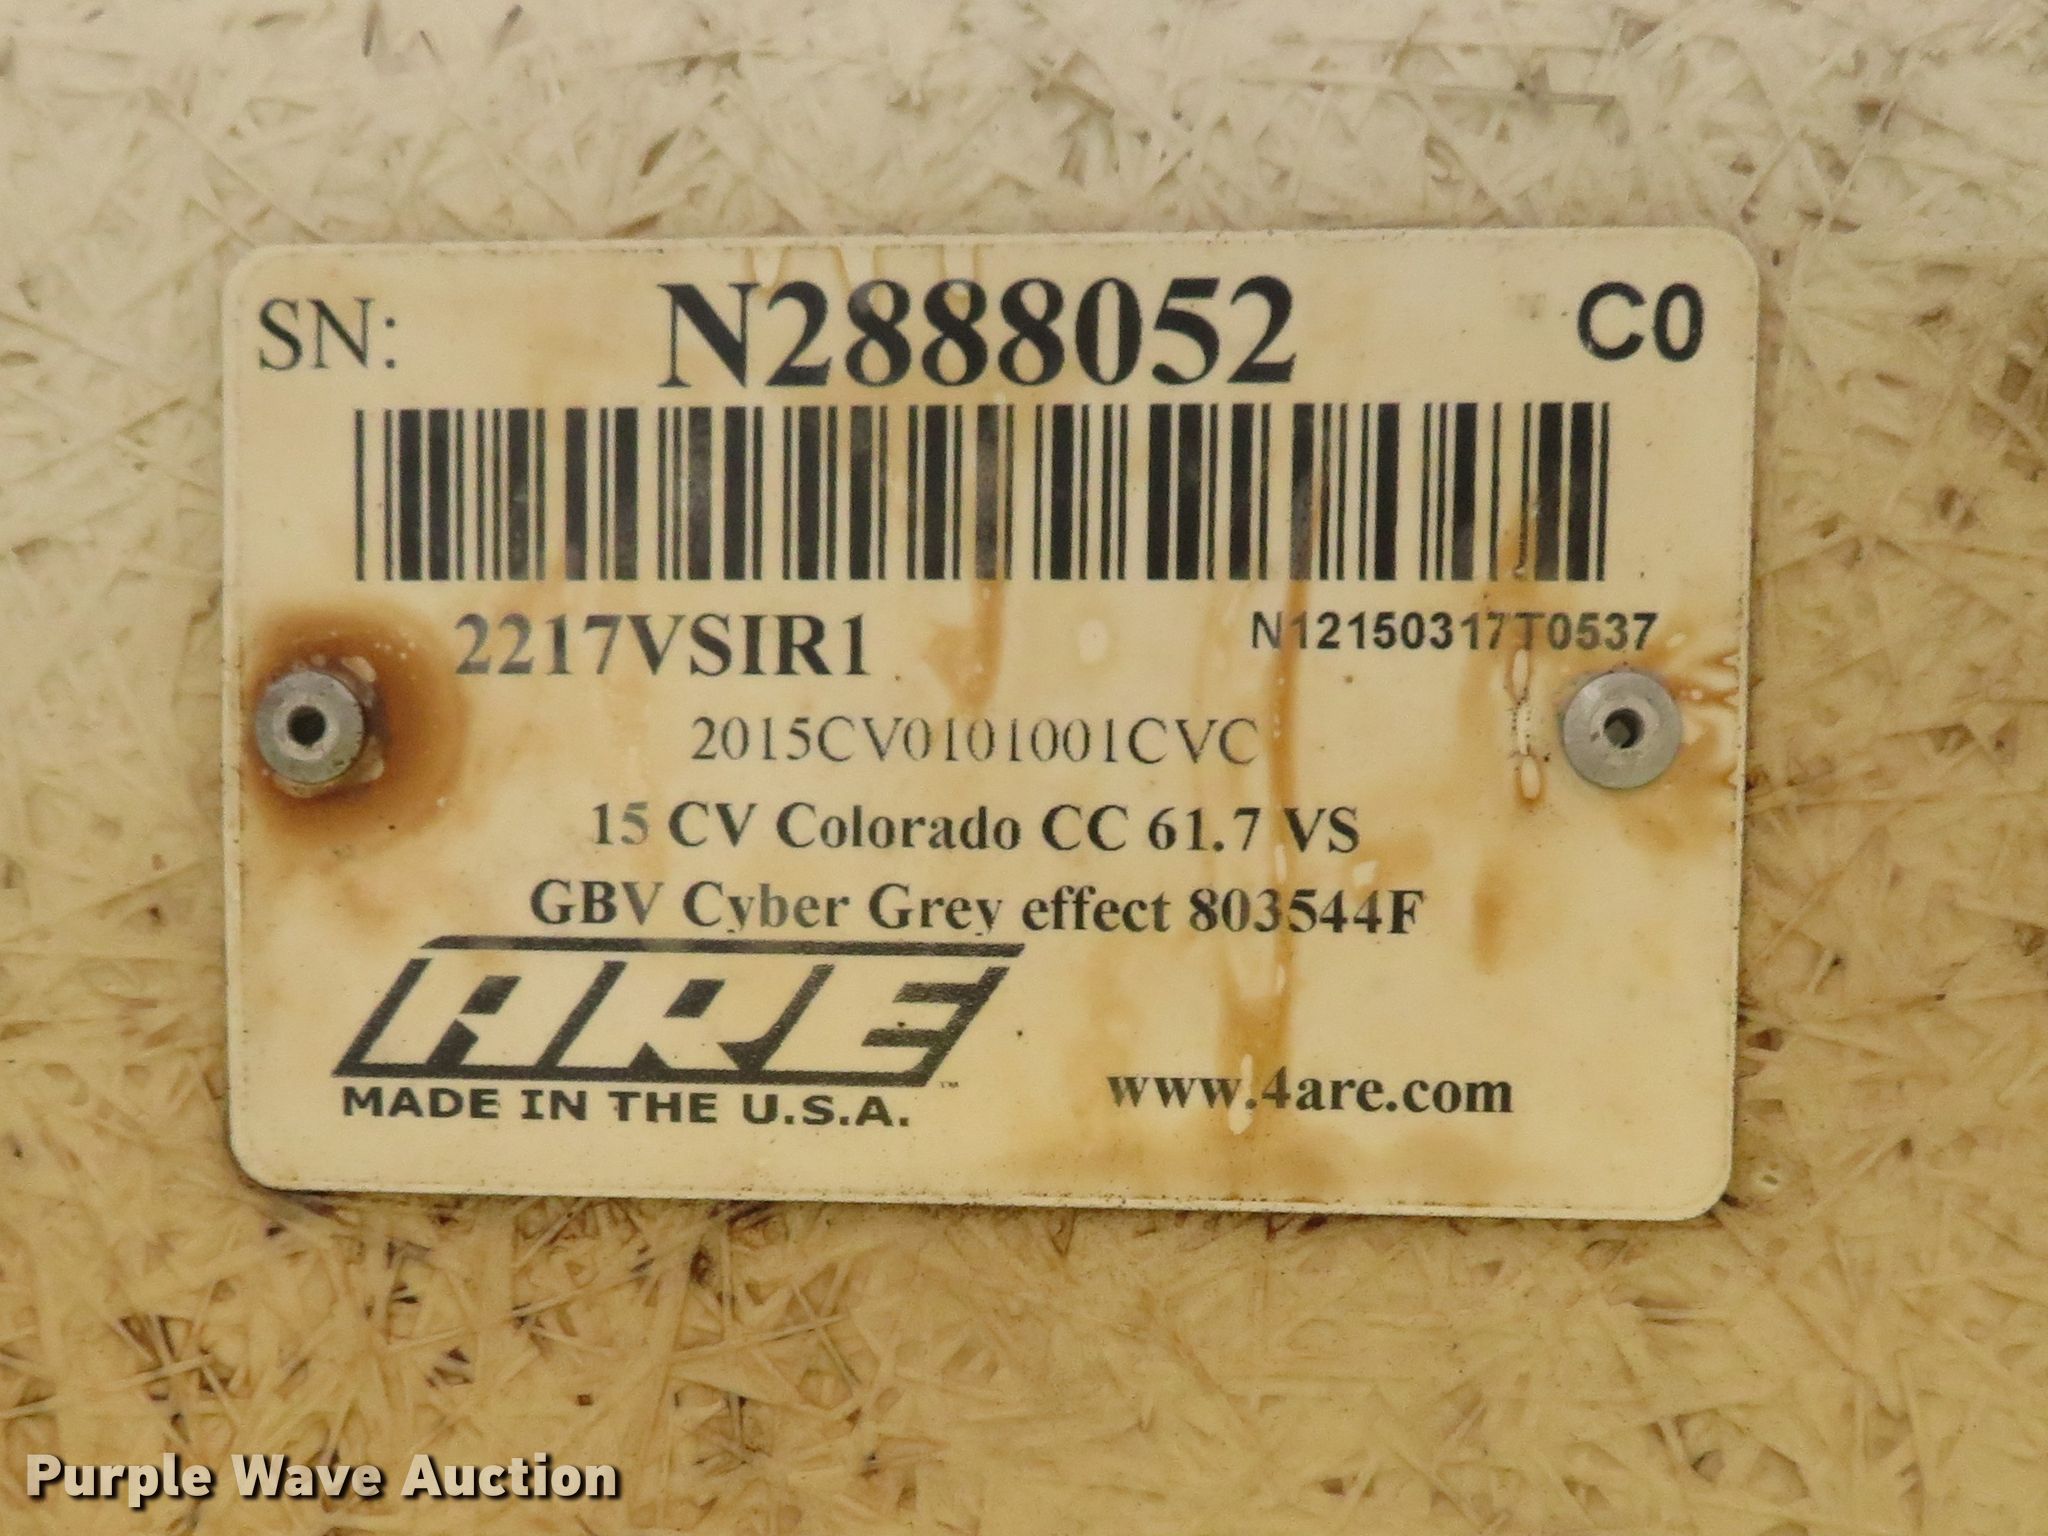 SN: N2888052 C0
2217VSIR1 N12150317T0537
2015CV0101001CVC
15 CV Colorado CC 61.7 VS
GBV Cyber Grey effect 803544F
ARE™
MADE IN THE U.S.A.
www.4are.com
Purple Wave Auction